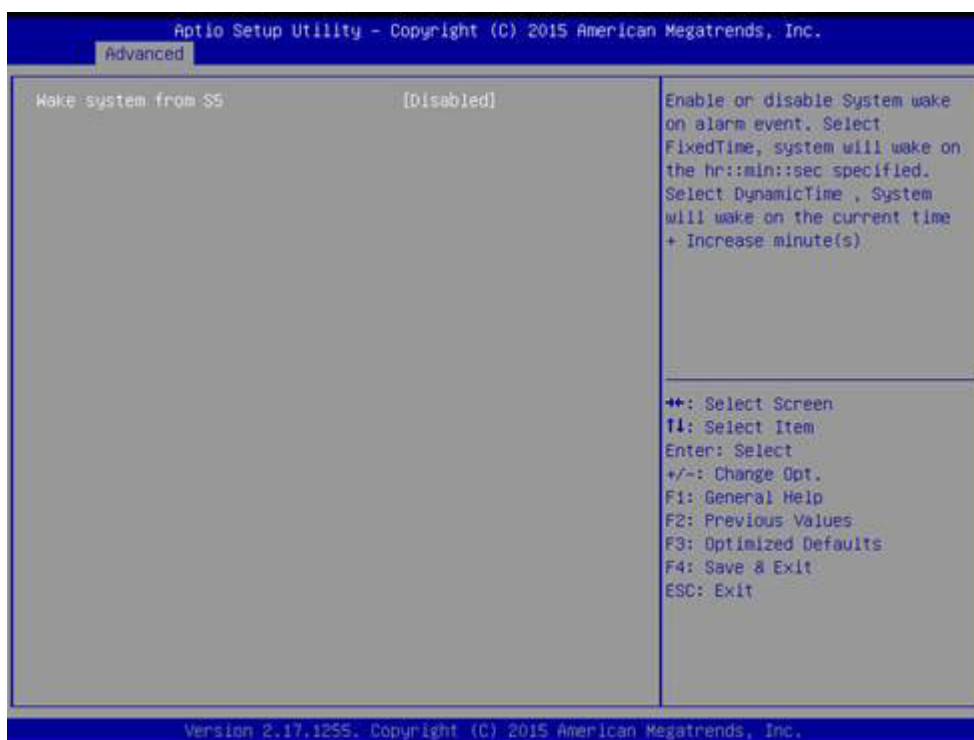 Aptio Setup Utility – Copyright (C) 2015 American Megatrends, Inc.
Advanced
Wake system from S5 [Disabled]
Enable or disable System wake
on alarm event. Select
FixedTime, system will wake on
the hr::min::sec specified.
Select DynamicTime , System
will wake on the current time
+ Increase minute(s)
→←: Select Screen
↑↓: Select Item
Enter: Select
+/-: Change Opt.
F1: General Help
F2: Previous Values
F3: Optimized Defaults
F4: Save & Exit
ESC: Exit
Version 2.17.1255. Copyright (C) 2015 American Megatrends, Inc.